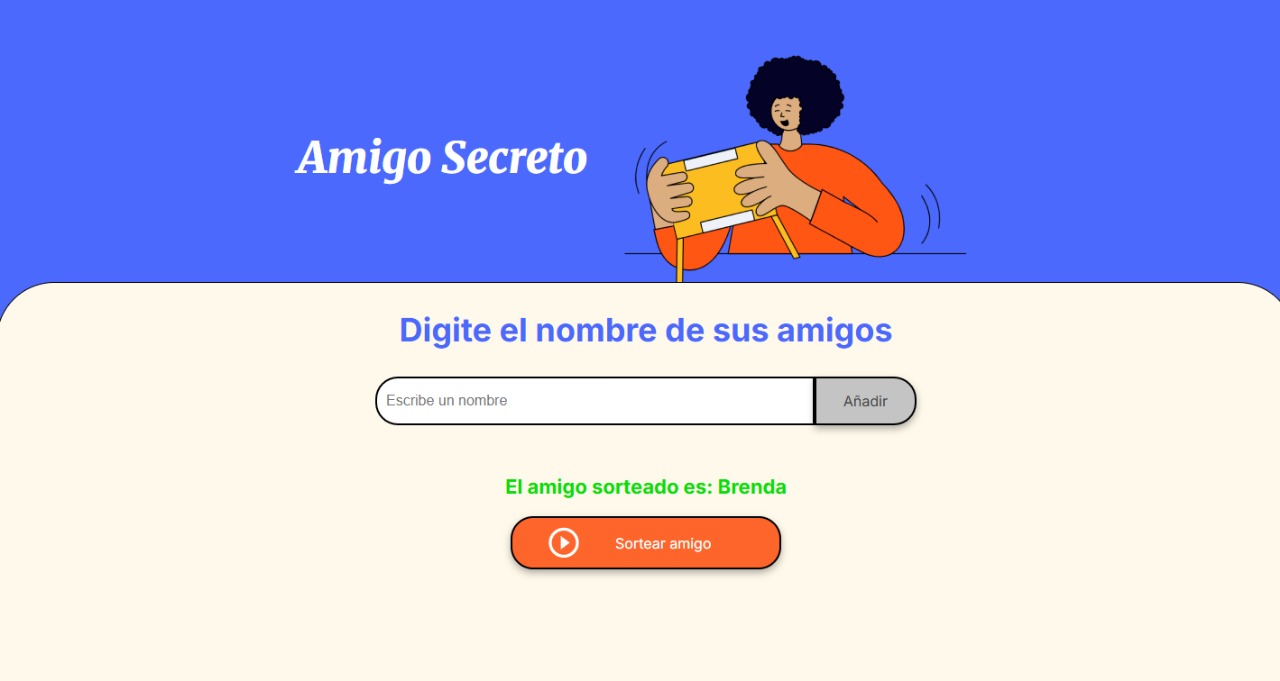 Amigo Secreto
Digite el nombre de sus amigos
Escribe un nombre
Añadir
El amigo sorteado es: Brenda
Sortear amigo